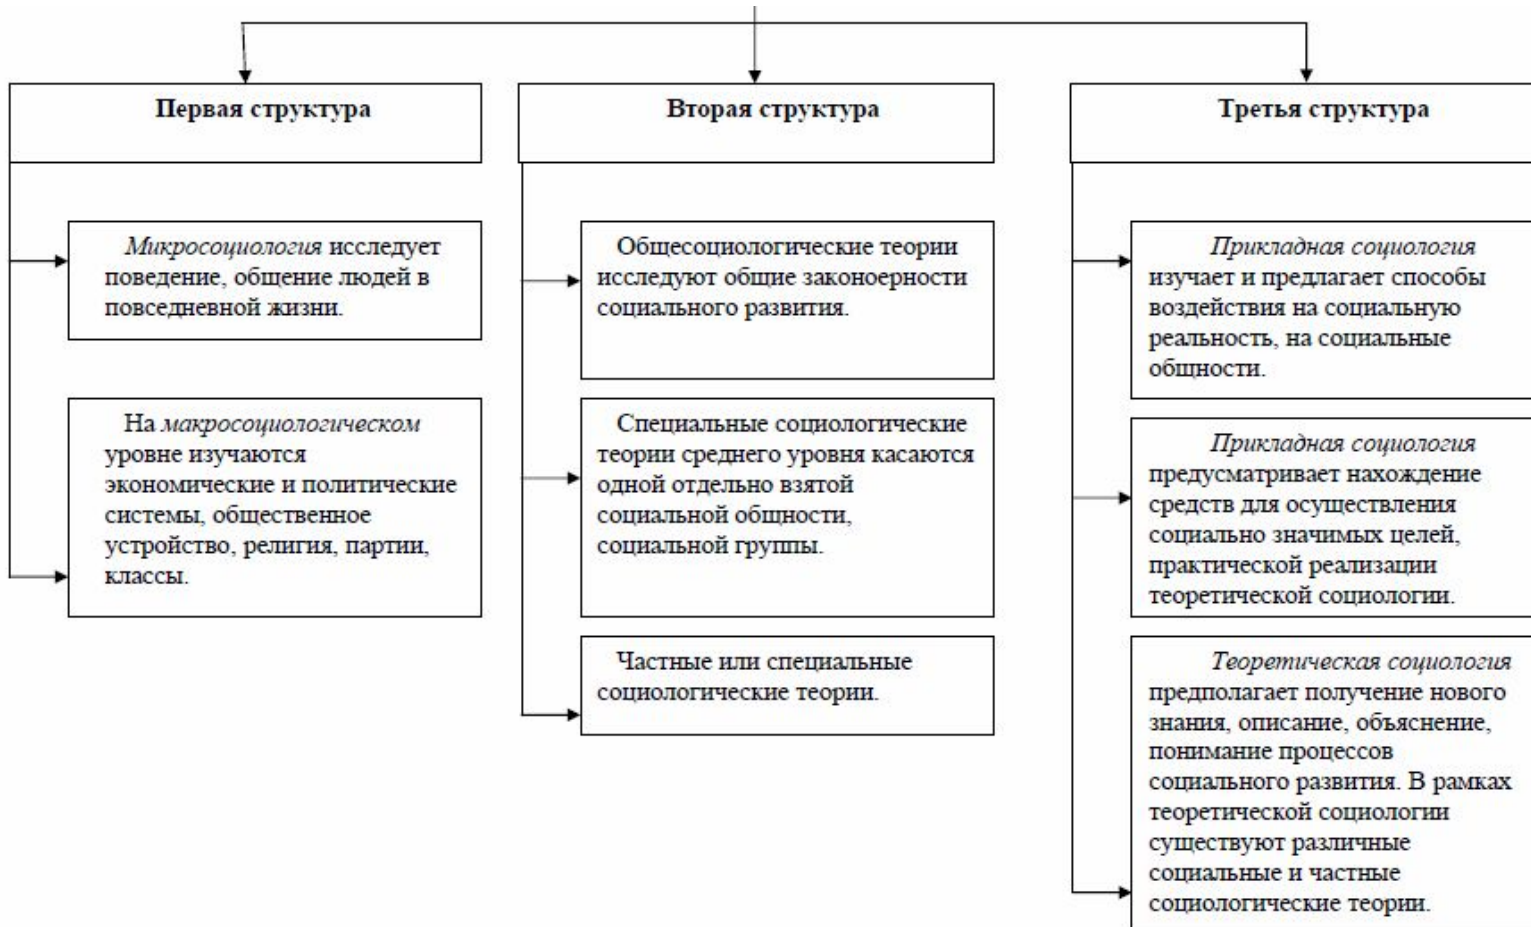 Первая структура
Микросоциология исследует
поведение, общение людей в
повседневной жизни.
На макросоциологическом
уровне изучаются
экономические и политические
системы, общественное
устройство, религия, партии,
классы.
Вторая структура
Общесоциологические теории
исследуют общие законоерности
социального развития.
Специальные социологические
теории среднего уровня касаются
одной отдельно взятой
социальной общности,
социальной группы.
Частные или специальные
социологические теории.
Третья структура
Прикладная социология
изучает и предлагает способы
воздействия на социальную
реальность, на социальные
общности.
Прикладная социология
предусматривает нахождение
средств для осуществления
социально значимых целей,
практической реализации
теоретической социологии.
Теоретическая социология
предполагает получение нового
знания, описание, объяснение,
понимание процессов
социального развития. В рамках
теоретической социологии
существуют различные
социальные и частные
социологические теории.